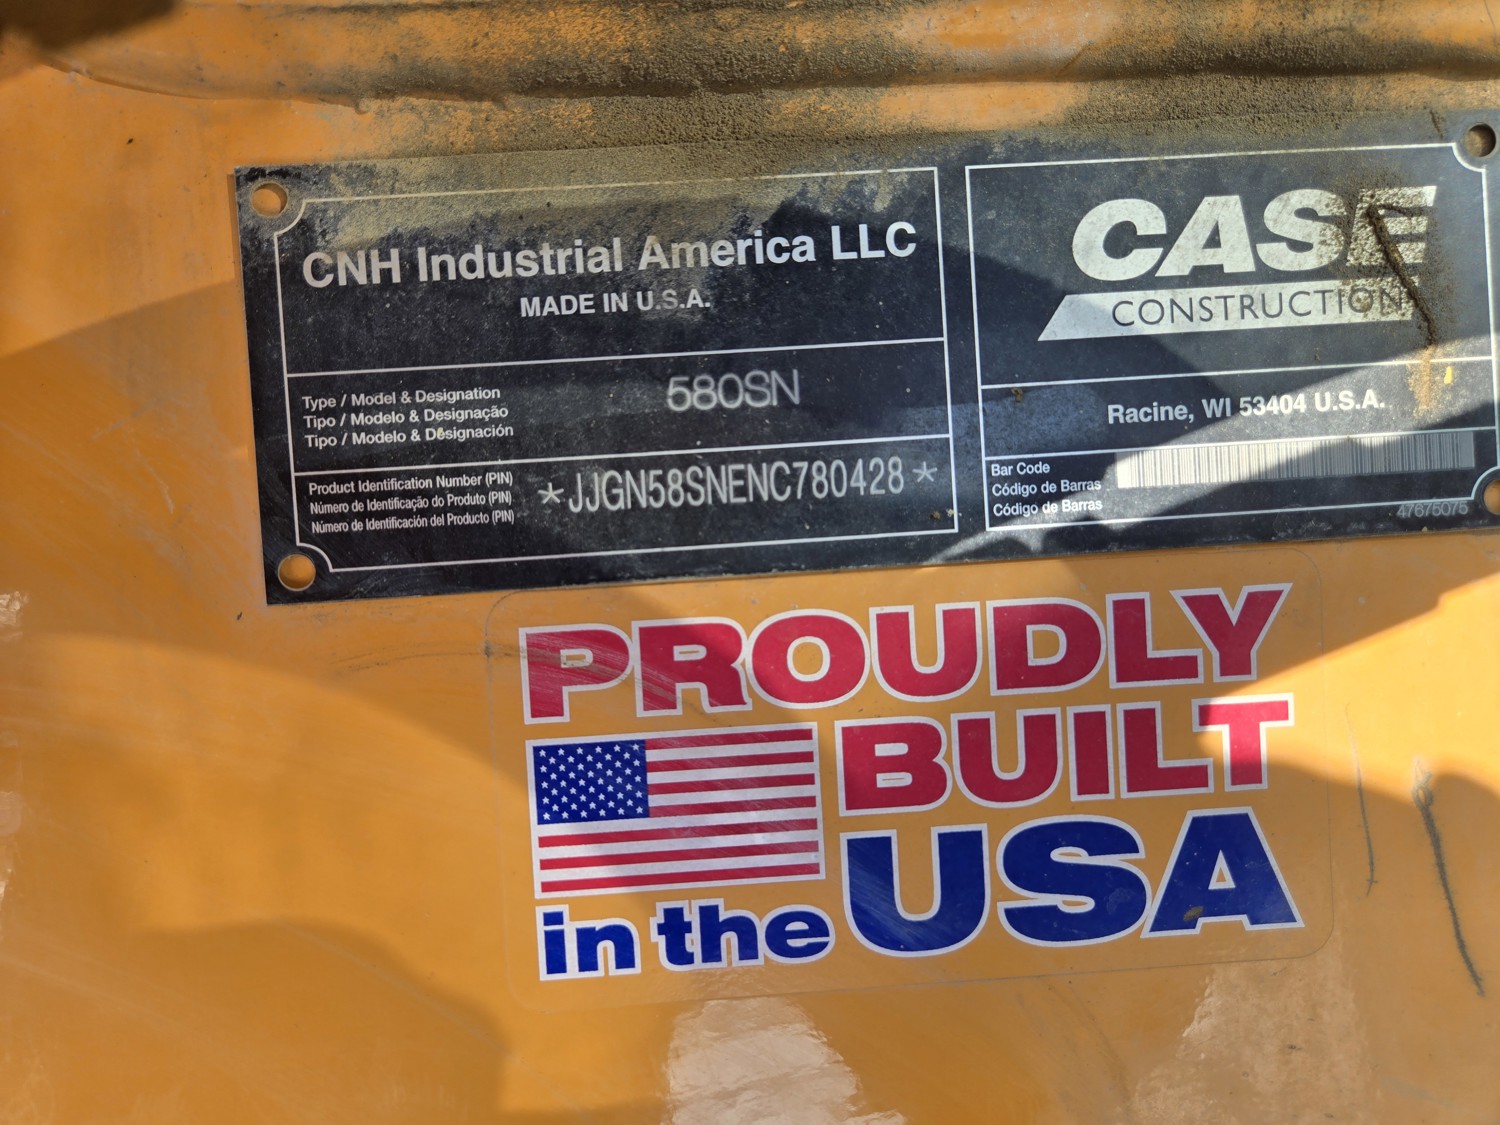 CNH Industrial America LLC
MADE IN U.S.A.
Type / Model & Designation
Tipo / Modelo & Designação
Tipo / Modelo & Designación
580SN
Product Identification Number (PIN)
Número de Identificação do Produto (PIN)
Número de Identificación del Producto (PIN)
*JJGN58SNENC780428*
CASE
CONSTRUCTION
Racine, WI 53404 U.S.A.
Bar Code
Código de Barras
Código de Barras
47675075
PROUDLY
BUILT
in the USA